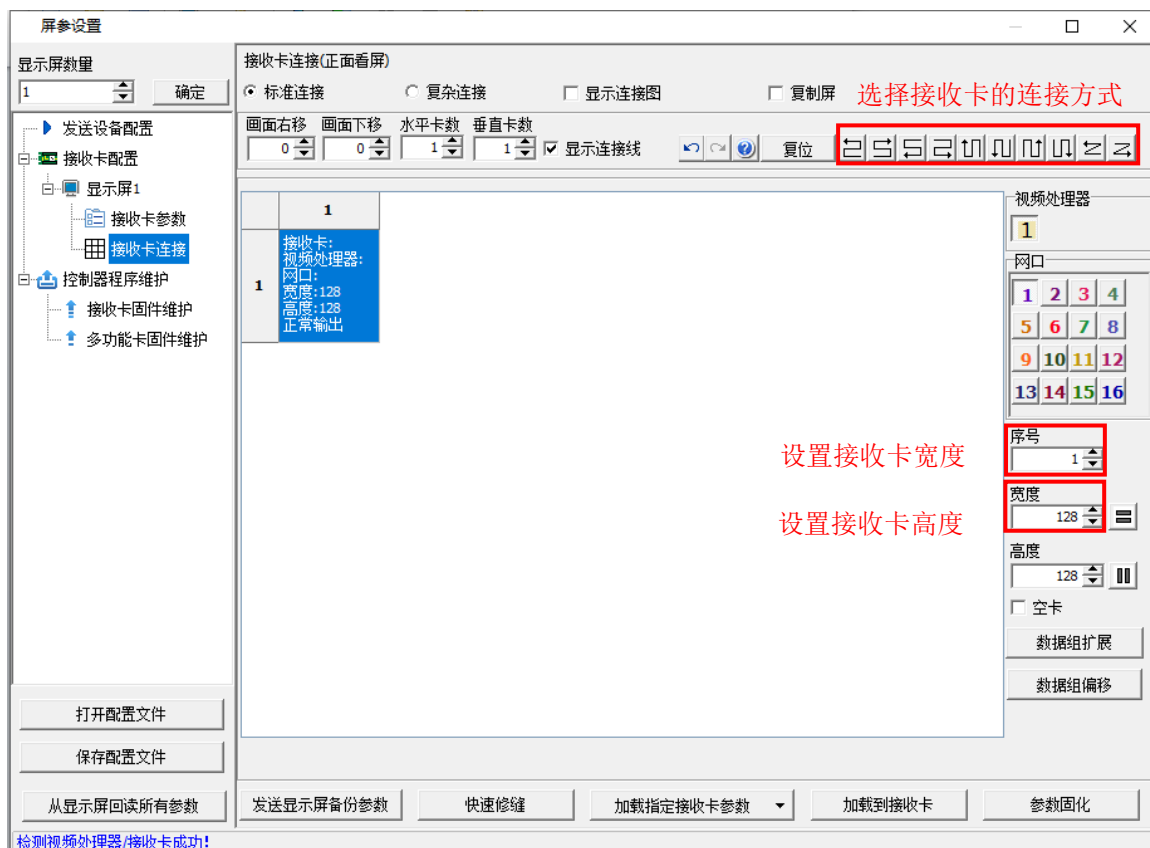 屏参设置
显示屏数量
1
确定
发送设备配置
接收卡配置
显示屏1
接收卡参数
接收卡连接
控制器程序维护
接收卡固件维护
多功能卡固件维护
打开配置文件
保存配置文件
从显示屏回读所有参数
检测视频处理器/接收卡成功!
接收卡连接(正面看屏)
标准连接 复杂连接 显示连接图 复制屏
选择接收卡的连接方式
画面右移 画面下移 水平卡数 垂直卡数
0 0 1 1 显示连接线 复位
1
1
接收卡:
视频处理器:
网口:
宽度:128
高度:128
正常输出
视频处理器
1
网口
1 2 3 4
5 6 7 8
9 10 11 12
13 14 15 16
序号
1
设置接收卡宽度
宽度
128
设置接收卡高度
高度
128
空卡
数据组扩展
数据组偏移
发送显示屏备份参数 快速修缝 加载指定接收卡参数 加载到接收卡 参数固化